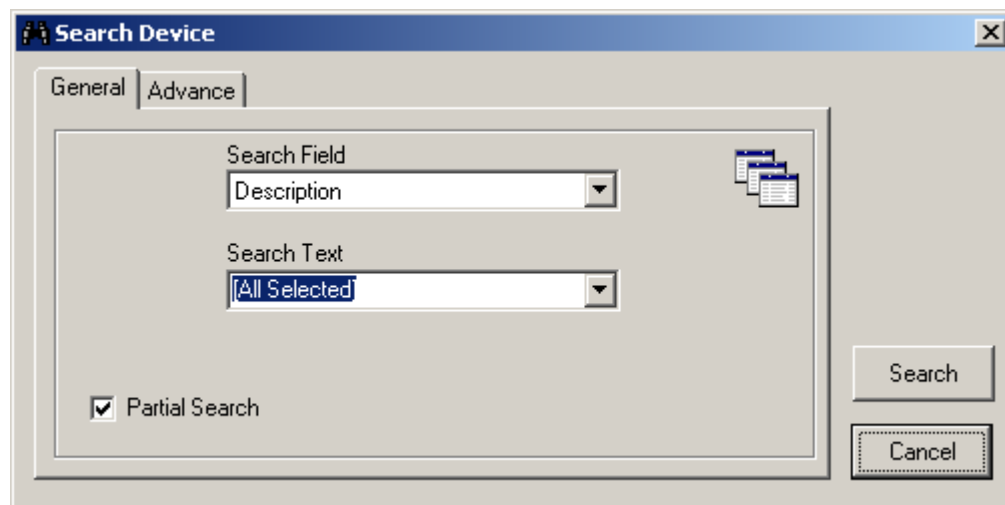 Search Device
General Advance
Search Field
Description
Search Text
[All Selected]
Partial Search
Search
Cancel